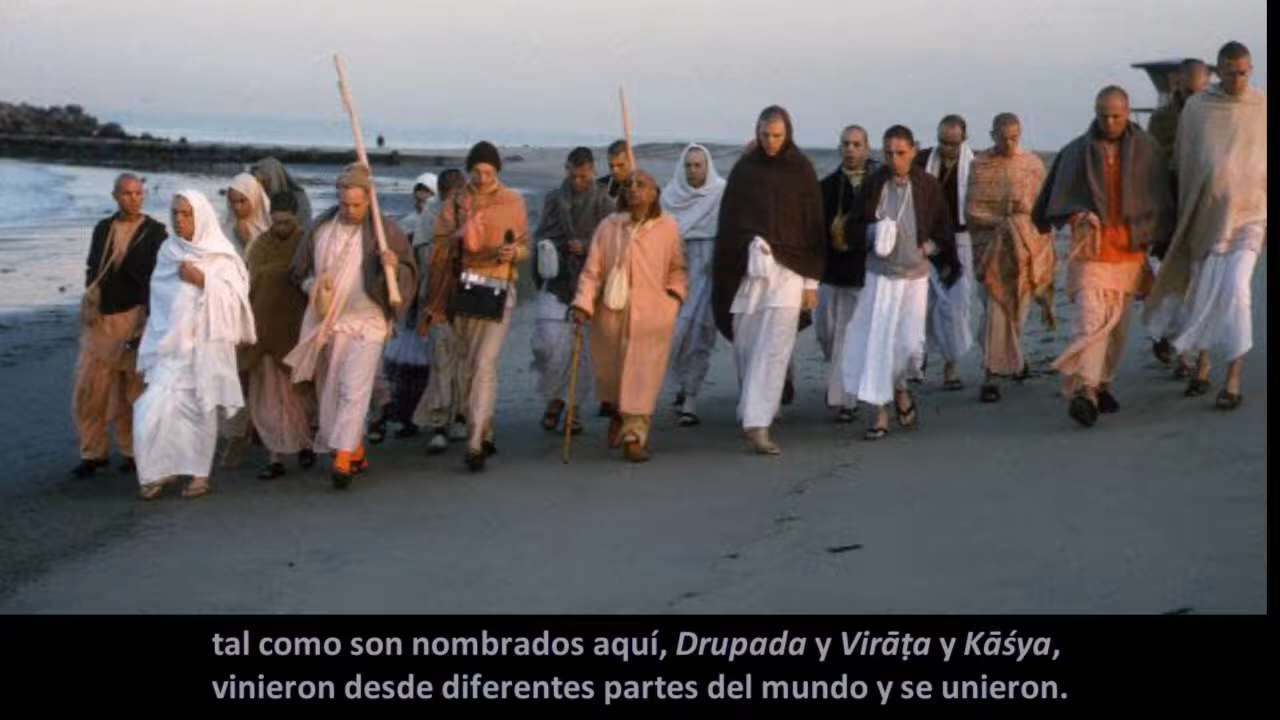 tal como son nombrados aquí, Drupada y Virāṭa y Kāśya,
vinieron desde diferentes partes del mundo y se unieron.